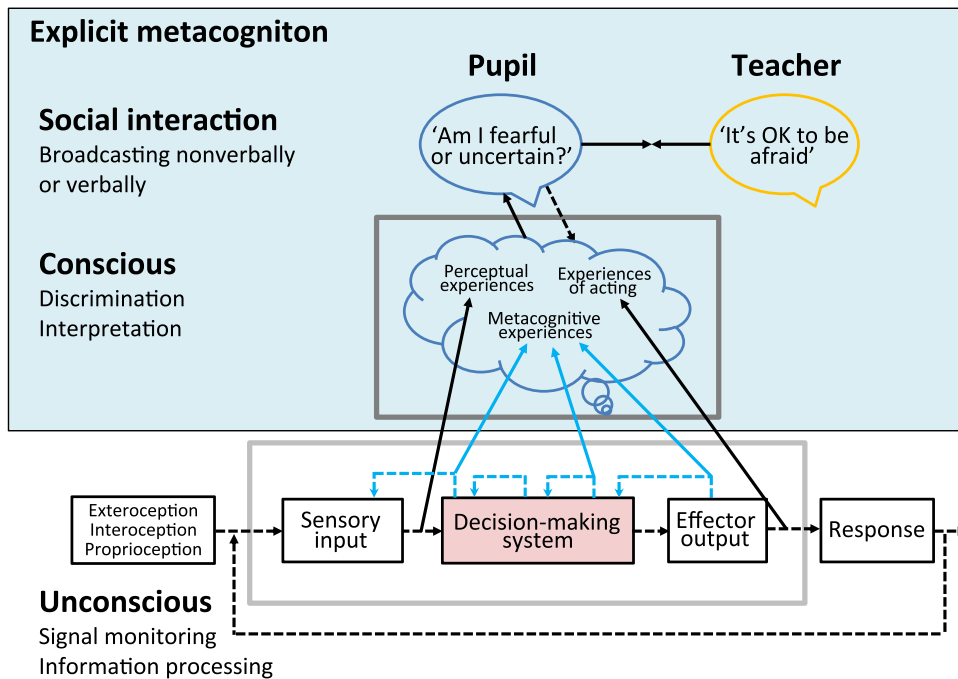 Explicit metacogniton
Pupil
Teacher
Social interaction
Broadcasting nonverbally
or verbally
‘Am I fearful
or uncertain?’
‘It’s OK to be
afraid’
Conscious
Discrimination
Interpretation
Perceptual
experiences
Experiences
of acting
Metacognitive
experiences
Exteroception
Interoception
Proprioception
Sensory
input
Decision-making
system
Effector
output
Response
Unconscious
Signal monitoring
Information processing